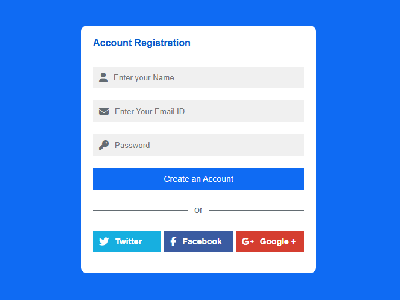 Account Registration
Enter your Name
Enter Your Email ID
Password
Create an Account
or
Twitter Facebook Google +